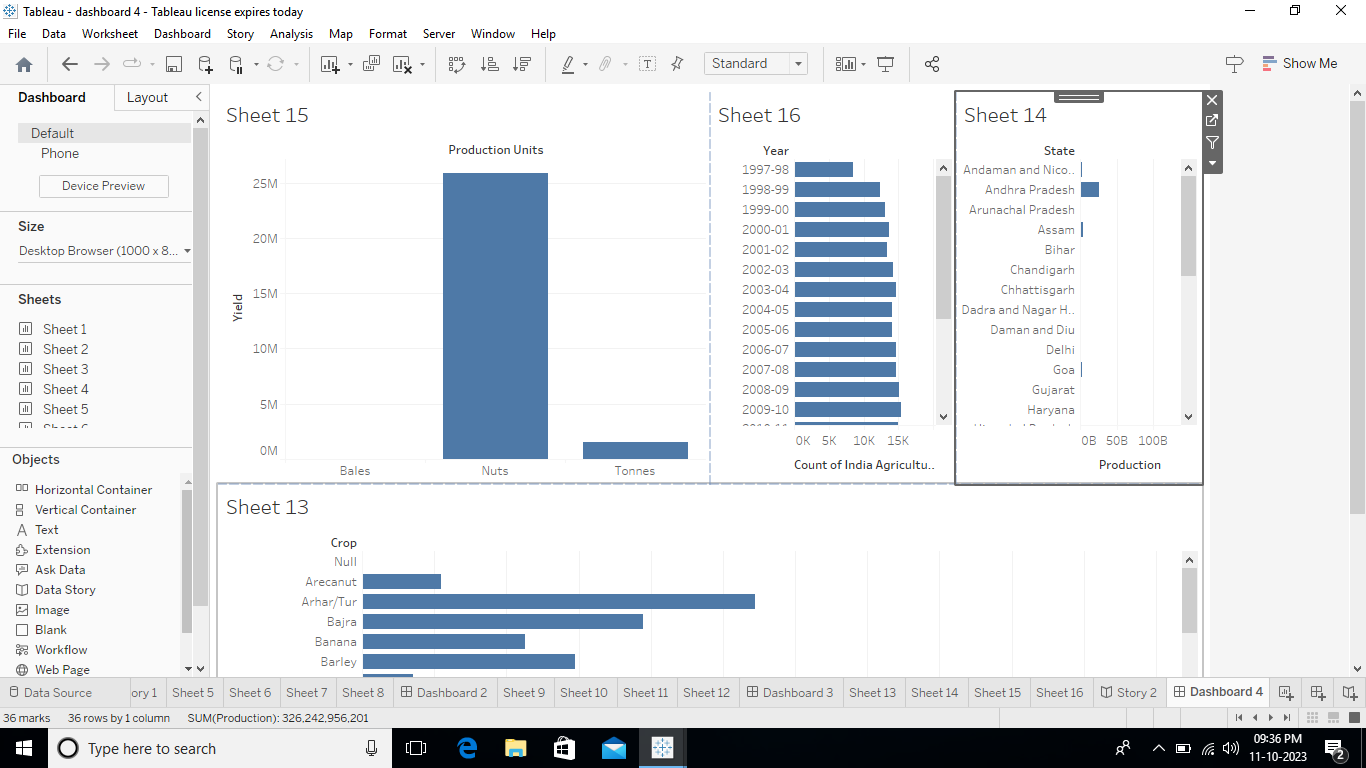 Tableau - dashboard 4 - Tableau license expires today
File Data Worksheet Dashboard Story Analysis Map Format Server Window Help
Standard
Show Me
Dashboard Layout
Default
Phone
Device Preview
Size
Desktop Browser (1000 x 8...
Sheets
Sheet 1
Sheet 2
Sheet 3
Sheet 4
Sheet 5
Objects
Horizontal Container
Vertical Container
Text
Extension
Ask Data
Data Story
Image
Blank
Workflow
Web Page
Sheet 15
Production Units
Yield
25M
20M
15M
10M
5M
0M
Bales Nuts Tonnes
Sheet 16
Year
1997-98
1998-99
1999-00
2000-01
2001-02
2002-03
2003-04
2004-05
2005-06
2006-07
2007-08
2008-09
2009-10
0K 5K 10K 15K
Count of India Agricultu..
Sheet 14
State
Andaman and Nico..
Andhra Pradesh
Arunachal Pradesh
Assam
Bihar
Chandigarh
Chhattisgarh
Dadra and Nagar H..
Daman and Diu
Delhi
Goa
Gujarat
Haryana
0B 50B 100B
Production
Sheet 13
Crop
Null
Arecanut
Arhar/Tur
Bajra
Banana
Barley
Data Source ory 1 Sheet 5 Sheet 6 Sheet 7 Sheet 8 Dashboard 2 Sheet 9 Sheet 10 Sheet 11 Sheet 12 Dashboard 3 Sheet 13 Sheet 14 Sheet 15 Sheet 16 Story 2 Dashboard 4
36 marks 36 rows by 1 column SUM(Production): 326,242,956,201
Type here to search
09:36 PM
11-10-2023
2